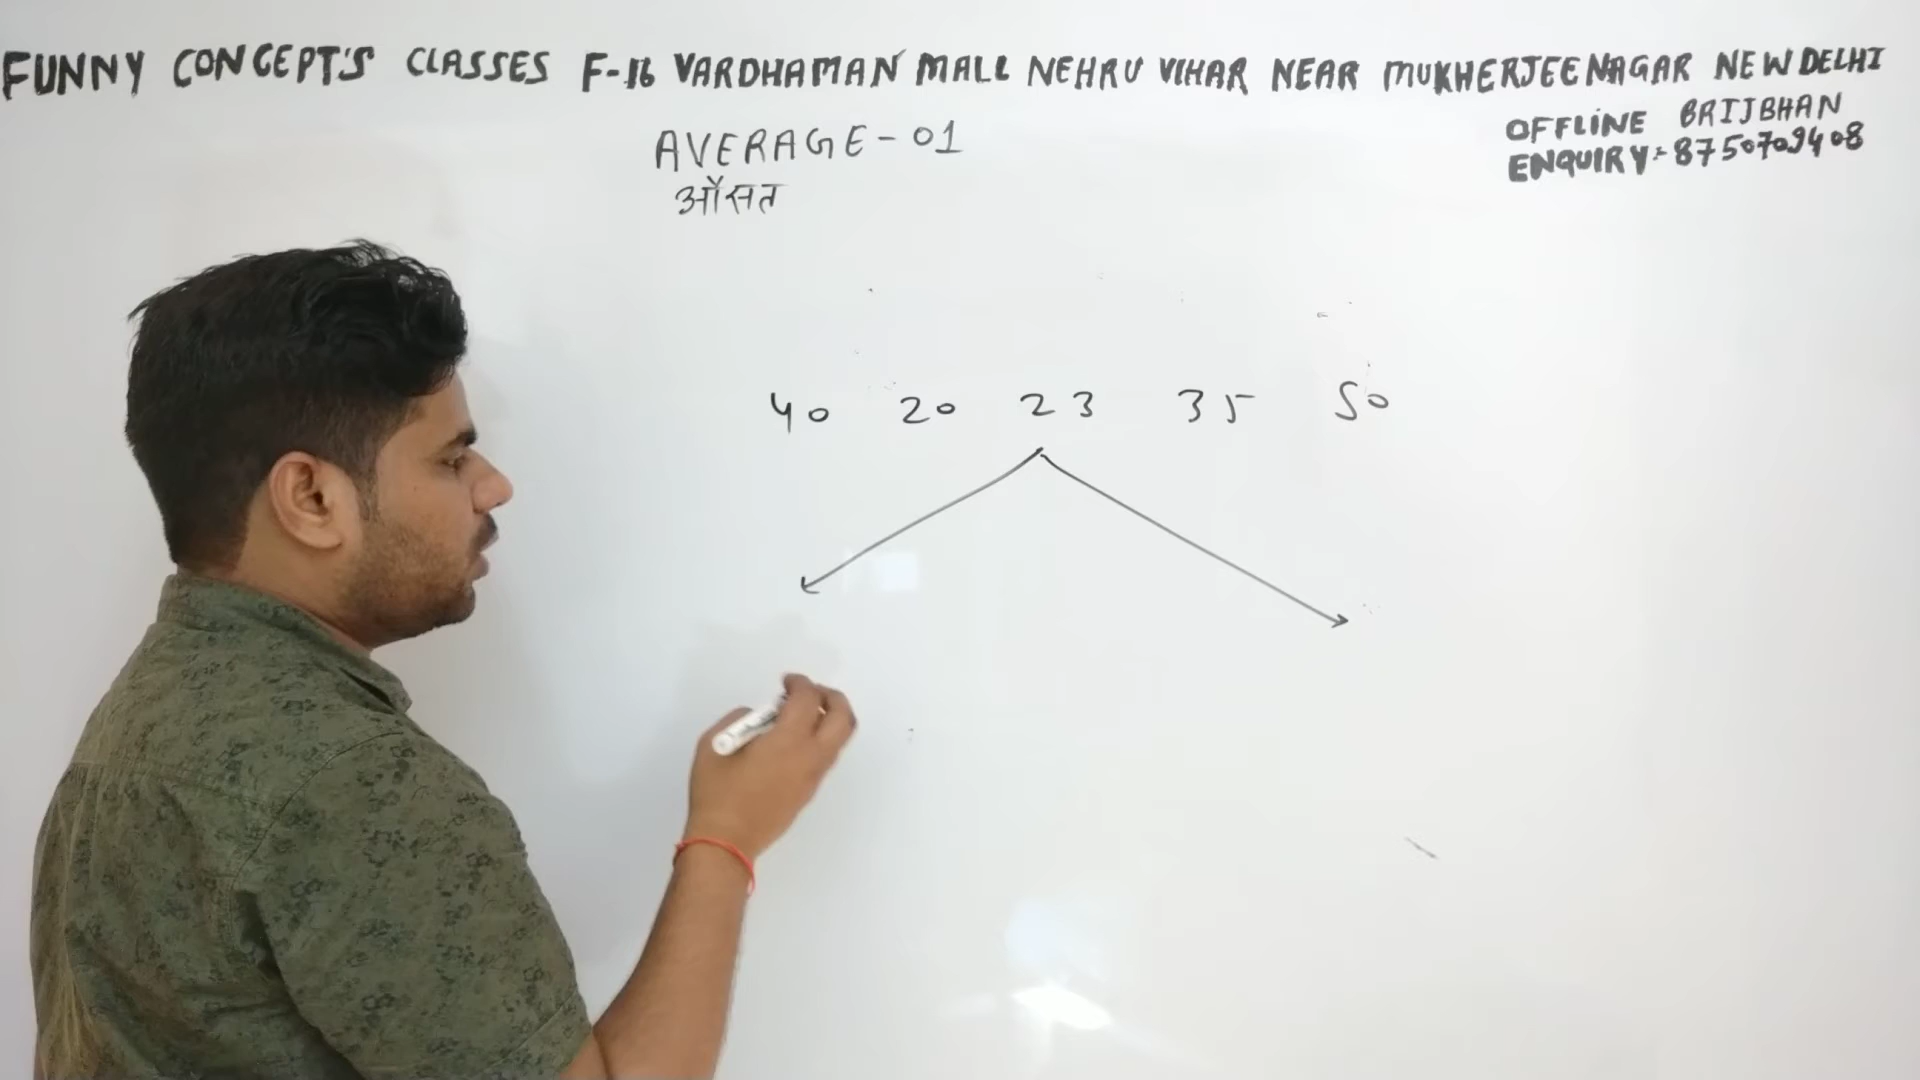 FUNNY CONCEPT'S CLASSES F-16 VARDHAMAN MALL NEHRU VIHAR NEAR MUKHERJEE NAGAR NEW DELHI
OFFLINE BRIJBHAN
ENQUIRY:- 8750709408
AVERAGE-01
औसत
40 20 23 35 50